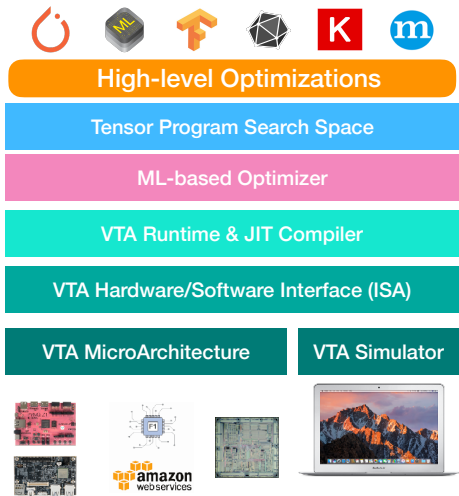 ML
K
m
High-level Optimizations
Tensor Program Search Space
ML-based Optimizer
VTA Runtime & JIT Compiler
VTA Hardware/Software Interface (ISA)
VTA MicroArchitecture
VTA Simulator
F1
amazon
web services